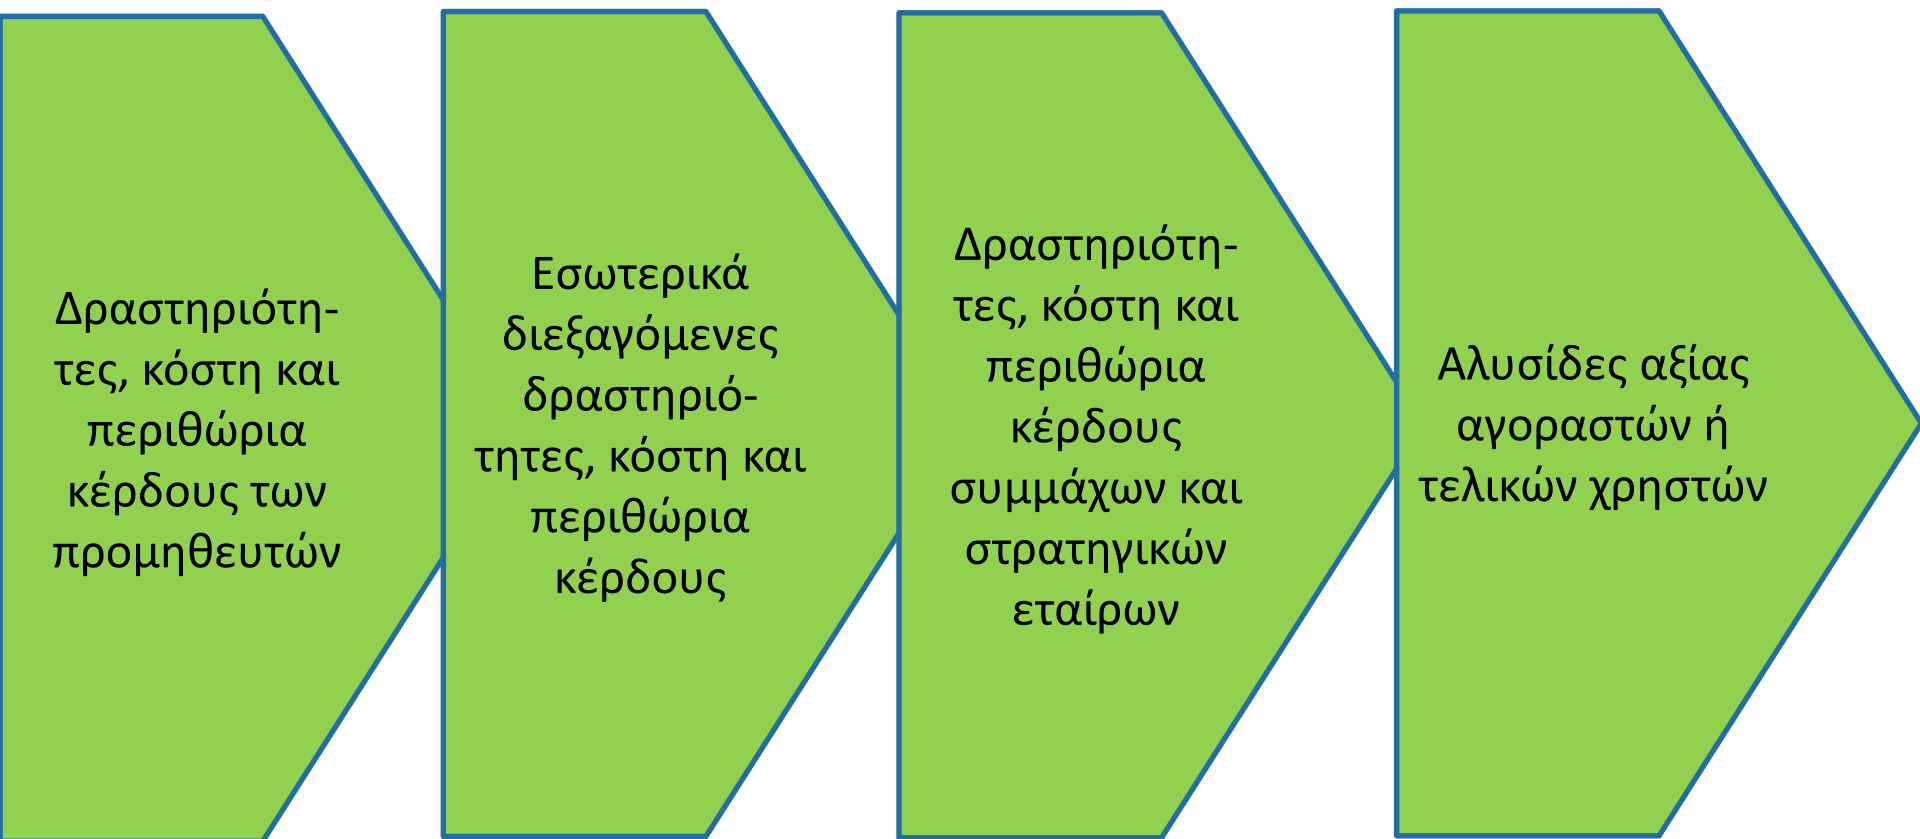 Δραστηριότη-
τες, κόστη και
περιθώρια
κέρδους των
προμηθευτών
Εσωτερικά
διεξαγόμενες
δραστηριό-
τητες, κόστη και
περιθώρια
κέρδους
Δραστηριότη-
τες, κόστη και
περιθώρια
κέρδους
συμμάχων και
στρατηγικών
εταίρων
Αλυσίδες αξίας
αγοραστών ή
τελικών χρηστών